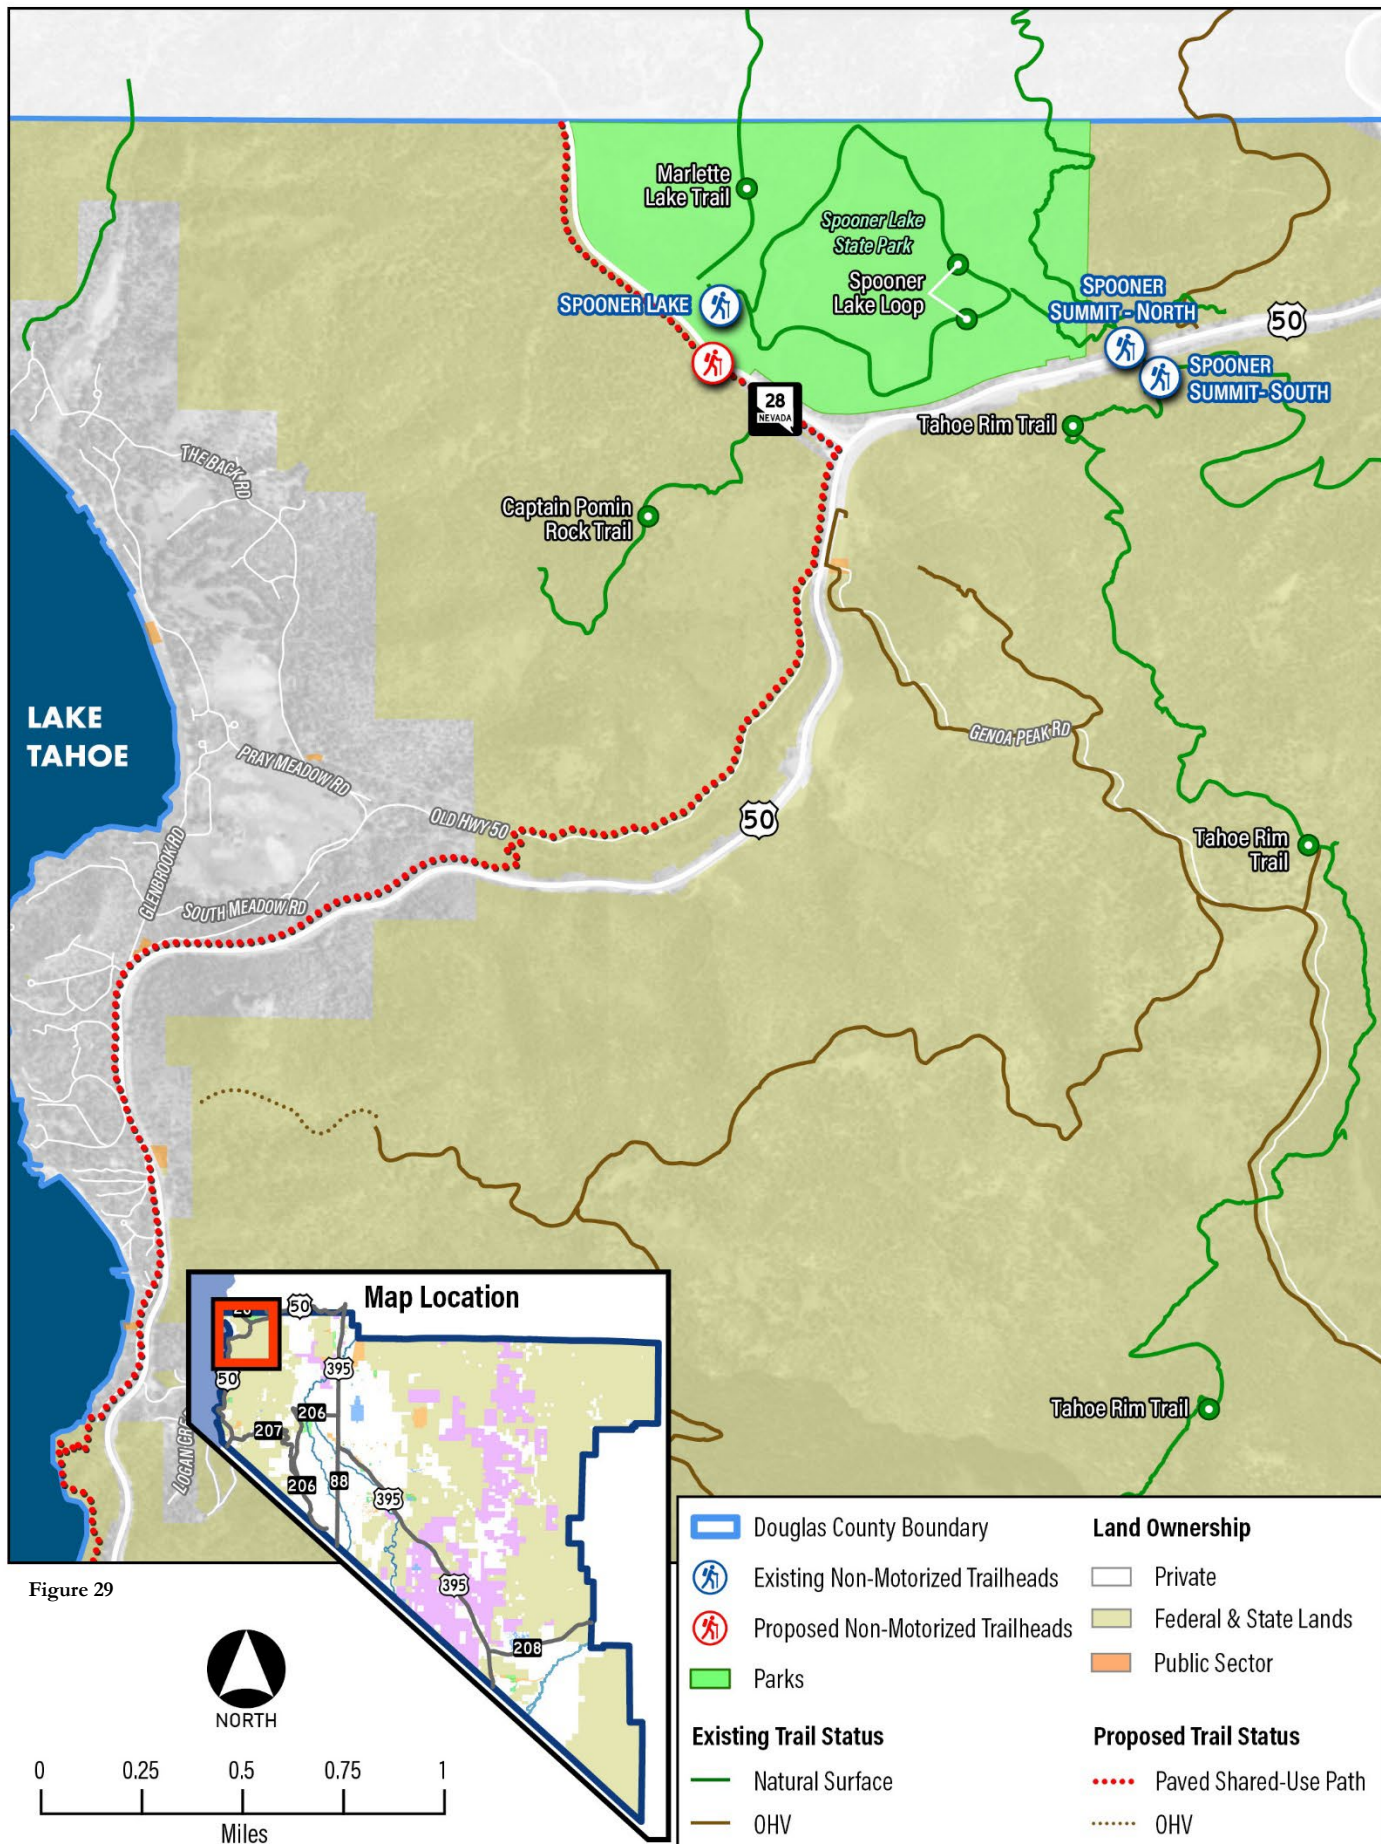 Marlette
Lake Trail
Spooner Lake
State Park
Spooner
Lake Loop
SPOONER LAKE
SPOONER
SUMMIT - NORTH
50
SPOONER
SUMMIT - SOUTH
28
NEVADA
Tahoe Rim Trail
THE BACK RD
Captain Pomin
Rock Trail
LAKE
TAHOE
PRAY MEADOW RD
GENOA PEAK RD
OLD HWY 50
50
GLENBROOK RD
Tahoe Rim
Trail
SOUTH MEADOW RD
Tahoe Rim Trail
Map Location
50
395
50
206
207
206
88
395
395
208
Figure 29
NORTH
0 0.25 0.5 0.75 1
Miles
Douglas County Boundary
Existing Non-Motorized Trailheads
Proposed Non-Motorized Trailheads
Parks
Land Ownership
Private
Federal & State Lands
Public Sector
Existing Trail Status
Natural Surface
OHV
Proposed Trail Status
Paved Shared-Use Path
OHV